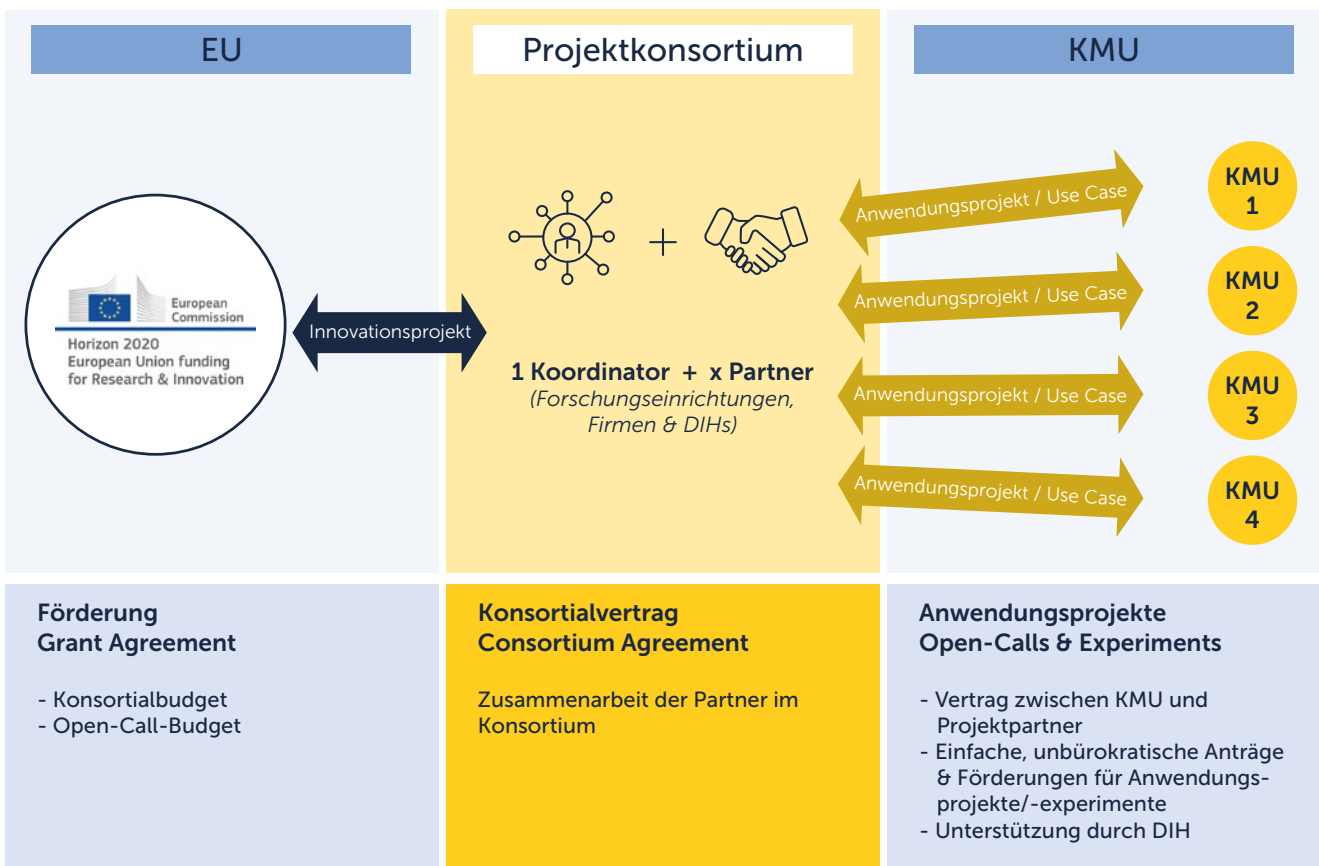 EU
Projektkonsortium
KMU
European
Commission
Horizon 2020
European Union funding
for Research & Innovation
Innovationsprojekt
1 Koordinator + x Partner
(Forschungseinrichtungen,
Firmen & DIHs)
Anwendungsprojekt / Use Case
KMU
1
Anwendungsprojekt / Use Case
KMU
2
Anwendungsprojekt / Use Case
KMU
3
Anwendungsprojekt / Use Case
KMU
4
Förderung
Grant Agreement
- Konsortialbudget
- Open-Call-Budget
Konsortialvertrag
Consortium Agreement
Zusammenarbeit der Partner im
Konsortium
Anwendungsprojekte
Open-Calls & Experiments
- Vertrag zwischen KMU und
Projektpartner
- Einfache, unbürokratische Anträge
& Förderungen für Anwendungs-
projekte/-experimente
- Unterstützung durch DIH